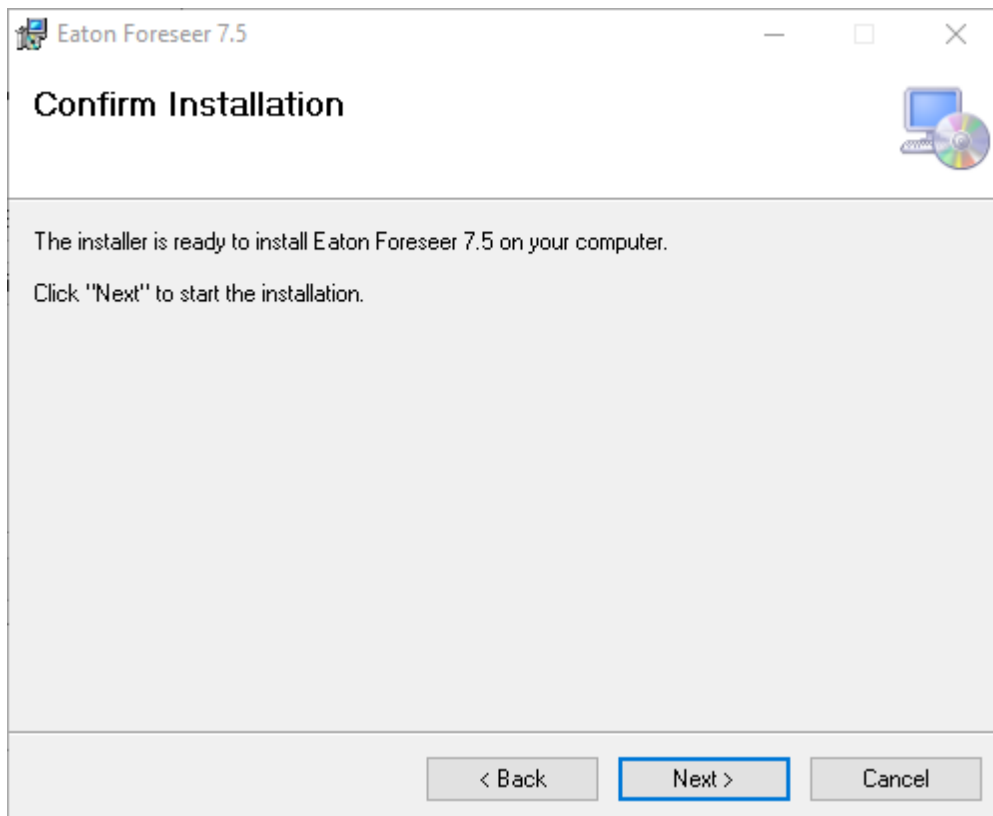 Eaton Foreseer 7.5
Confirm Installation
The installer is ready to install Eaton Foreseer 7.5 on your computer.
Click "Next" to start the installation.
< Back
Next >
Cancel